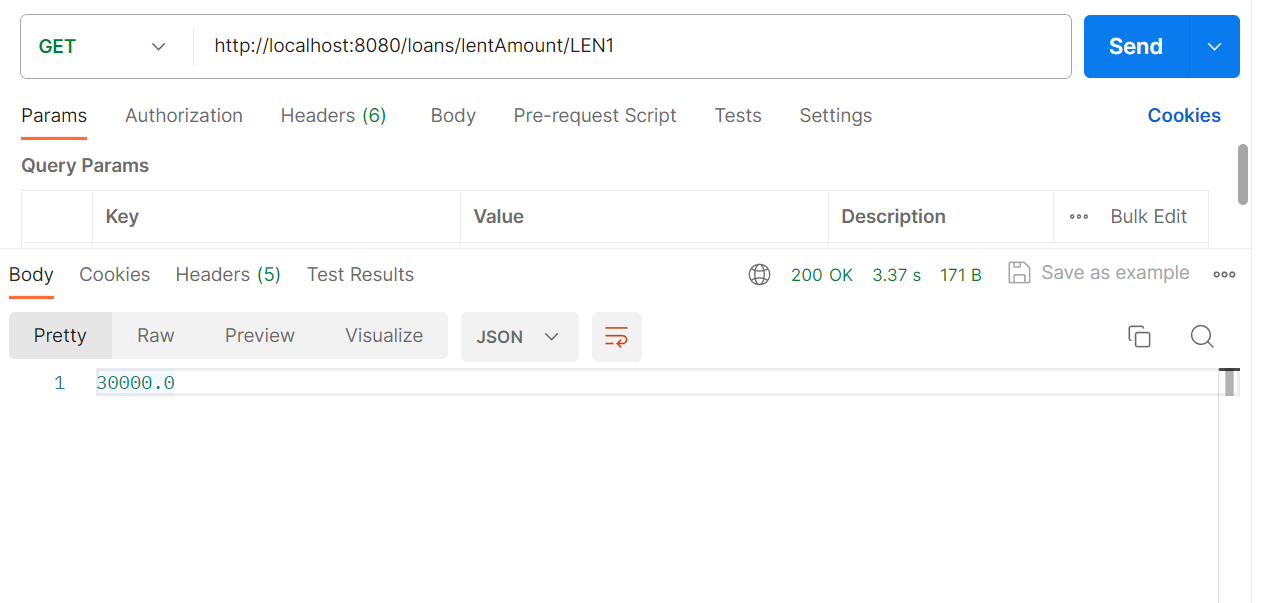 GET http://localhost:8080/loans/lentAmount/LEN1 Send
Params Authorization Headers (6) Body Pre-request Script Tests Settings Cookies
Query Params
Key Value Description Bulk Edit
Body Cookies Headers (5) Test Results 200 OK 3.37 s 171 B Save as example
Pretty Raw Preview Visualize JSON
1 30000.0